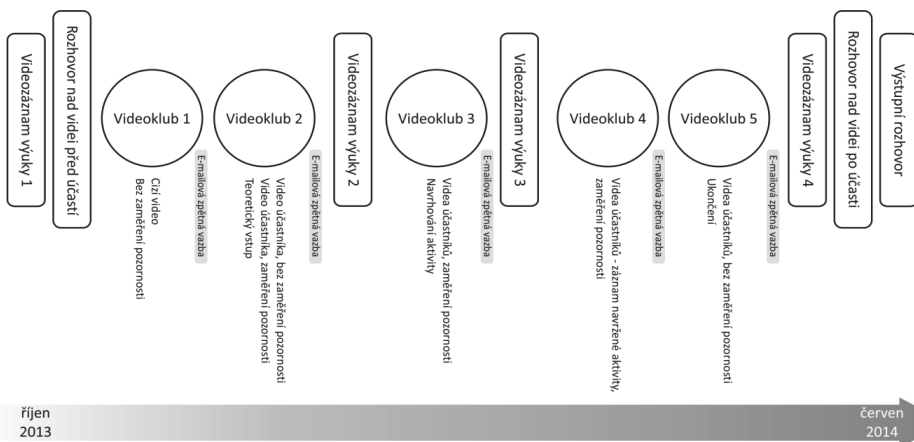 Videozáznam výuky 1
Rozhovor nad videi před účastí
Videoklub 1
E-mailová zpětná vazba
Cizí video
Bez zaměření pozornosti
Videoklub 2
E-mailová zpětná vazba
Video účastníka, bez zaměření pozornosti
Video účastníka, zaměření pozornosti
Teoretický vstup
Videozáznam výuky 2
Videoklub 3
E-mailová zpětná vazba
Videa účastníků, zaměření pozornosti
Navrhování aktivity
Videozáznam výuky 3
Videoklub 4
E-mailová zpětná vazba
Videa účastníků - záznam navržené aktivity,
zaměření pozornosti
Videoklub 5
E-mailová zpětná vazba
Videa účastníků, bez zaměření pozornosti
Ukončení
Videozáznam výuky 4
Rozhovor nad videi po účasti
Výstupní rozhovor
říjen
2013
červen
2014